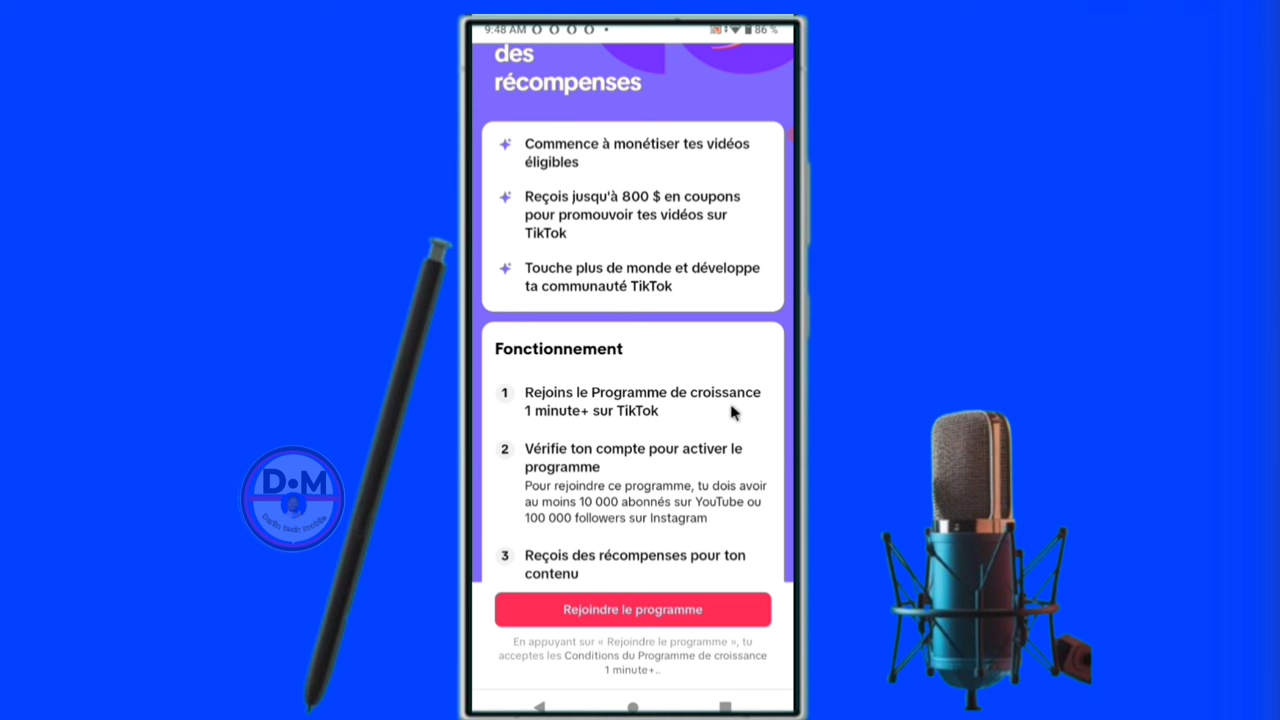 9:48 AM
86 %
des
récompenses
Commence à monétiser tes vidéos
éligibles
Reçois jusqu'à 800 $ en coupons
pour promouvoir tes vidéos sur
TikTok
Touche plus de monde et développe
ta communauté TikTok
Fonctionnement
1 Rejoins le Programme de croissance
1 minute+ sur TikTok
2 Vérifie ton compte pour activer le
programme
Pour rejoindre ce programme, tu dois avoir
au moins 10 000 abonnés sur YouTube ou
100 000 followers sur Instagram
3 Reçois des récompenses pour ton
contenu
Rejoindre le programme
En appuyant sur « Rejoindre le programme », tu
acceptes les Conditions du Programme de croissance
1 minute+..
D•M